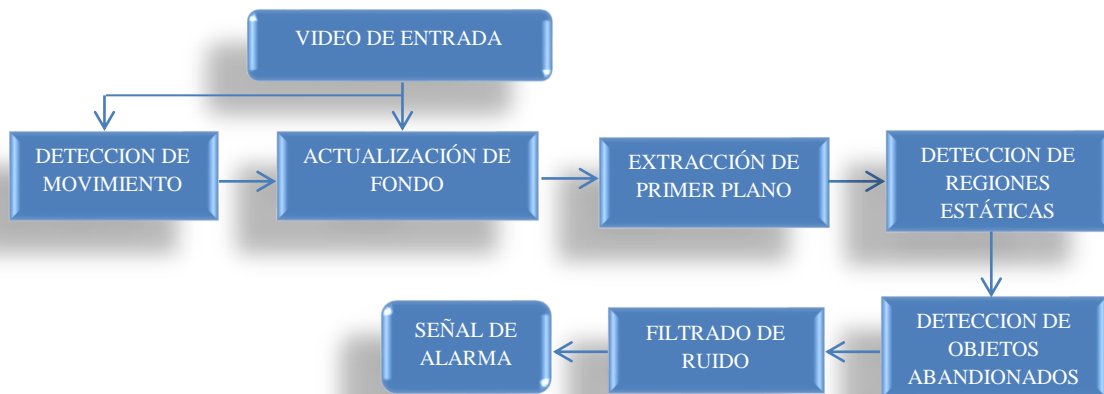 VIDEO DE ENTRADA
DETECCION DE
MOVIMIENTO
ACTUALIZACIÓN DE
FONDO
EXTRACCIÓN DE
PRIMER PLANO
DETECCION DE
REGIONES
ESTÁTICAS
DETECCION DE
OBJETOS
ABANDIONADOS
FILTRADO DE
RUIDO
SEÑAL DE
ALARMA